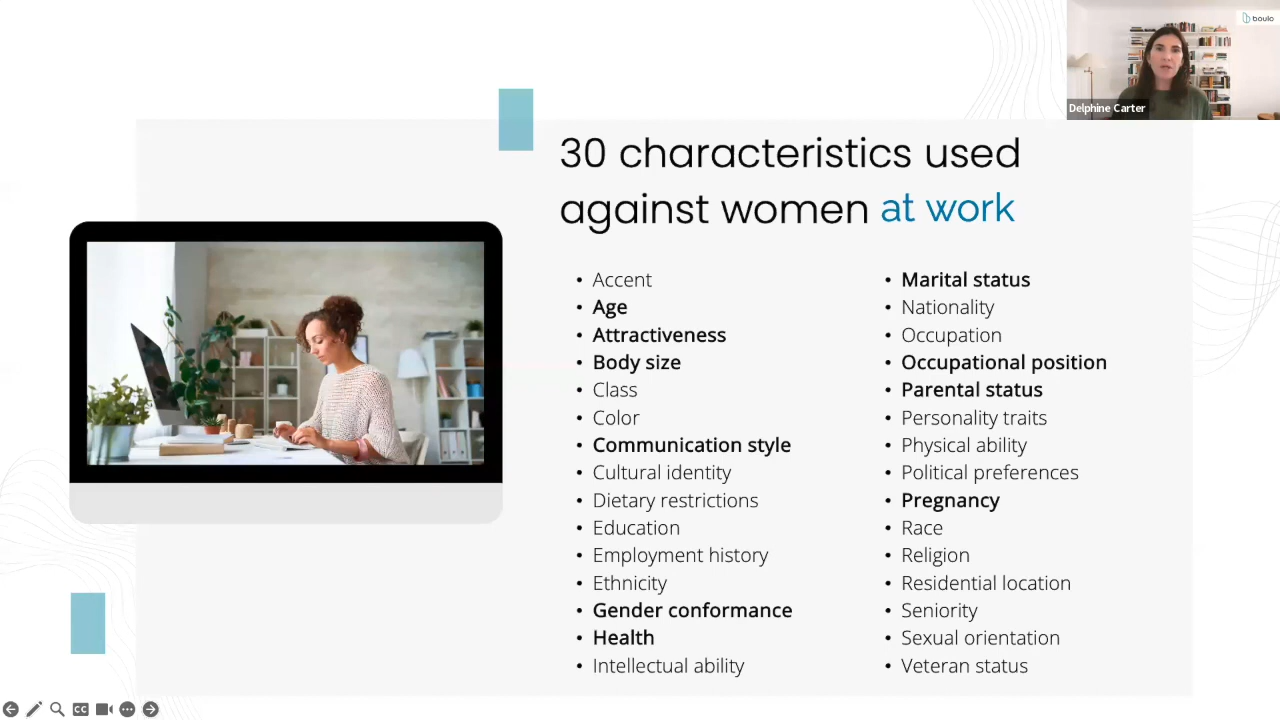 boulo
Delphine Carter
30 characteristics used
against women at work
• Accent
• Age
• Attractiveness
• Body size
• Class
• Color
• Communication style
• Cultural identity
• Dietary restrictions
• Education
• Employment history
• Ethnicity
• Gender conformance
• Health
• Intellectual ability
• Marital status
• Nationality
• Occupation
• Occupational position
• Parental status
• Personality traits
• Physical ability
• Political preferences
• Pregnancy
• Race
• Religion
• Residential location
• Seniority
• Sexual orientation
• Veteran status
CC